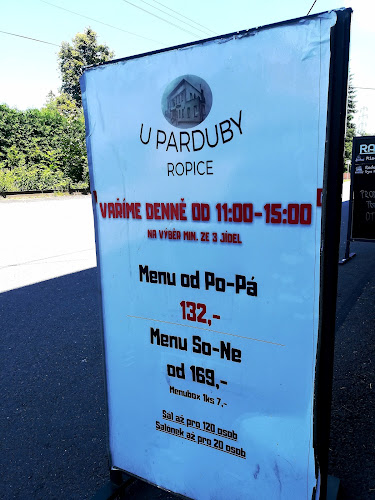 U PARDUBY
ROPICE
VAŘÍME DENNĚ OD 11:00-15:00
NA VÝBĚR MIN. ZE 3 JÍDEL
Menu od Po-Pá
132,-
Menu So-Ne
od 169,-
Menubox 1ks 7,-
Sál až pro 120 osob
Salonek až pro 20 osob